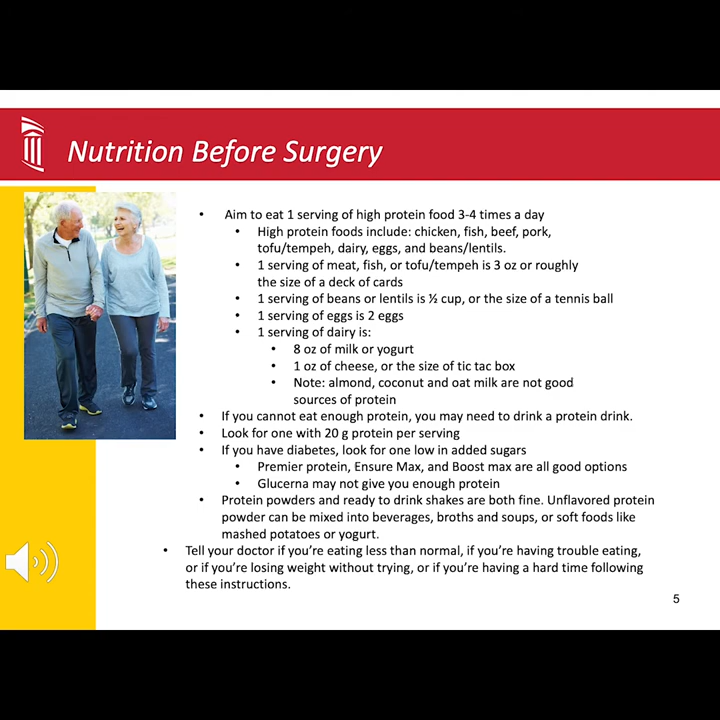 Nutrition Before Surgery
• Aim to eat 1 serving of high protein food 3-4 times a day
• High protein foods include: chicken, fish, beef, pork,
tofu/tempeh, dairy, eggs, and beans/lentils.
• 1 serving of meat, fish, or tofu/tempeh is 3 oz or roughly
the size of a deck of cards
• 1 serving of beans or lentils is ½ cup, or the size of a tennis ball
• 1 serving of eggs is 2 eggs
• 1 serving of dairy is:
• 8 oz of milk or yogurt
• 1 oz of cheese, or the size of tic tac box
• Note: almond, coconut and oat milk are not good
sources of protein
• If you cannot eat enough protein, you may need to drink a protein drink.
• Look for one with 20 g protein per serving
• If you have diabetes, look for one low in added sugars
• Premier protein, Ensure Max, and Boost max are all good options
• Glucerna may not give you enough protein
• Protein powders and ready to drink shakes are both fine. Unflavored protein
powder can be mixed into beverages, broths and soups, or soft foods like
mashed potatoes or yogurt.
• Tell your doctor if you’re eating less than normal, if you’re having trouble eating,
or if you’re losing weight without trying, or if you’re having a hard time following
these instructions.
5